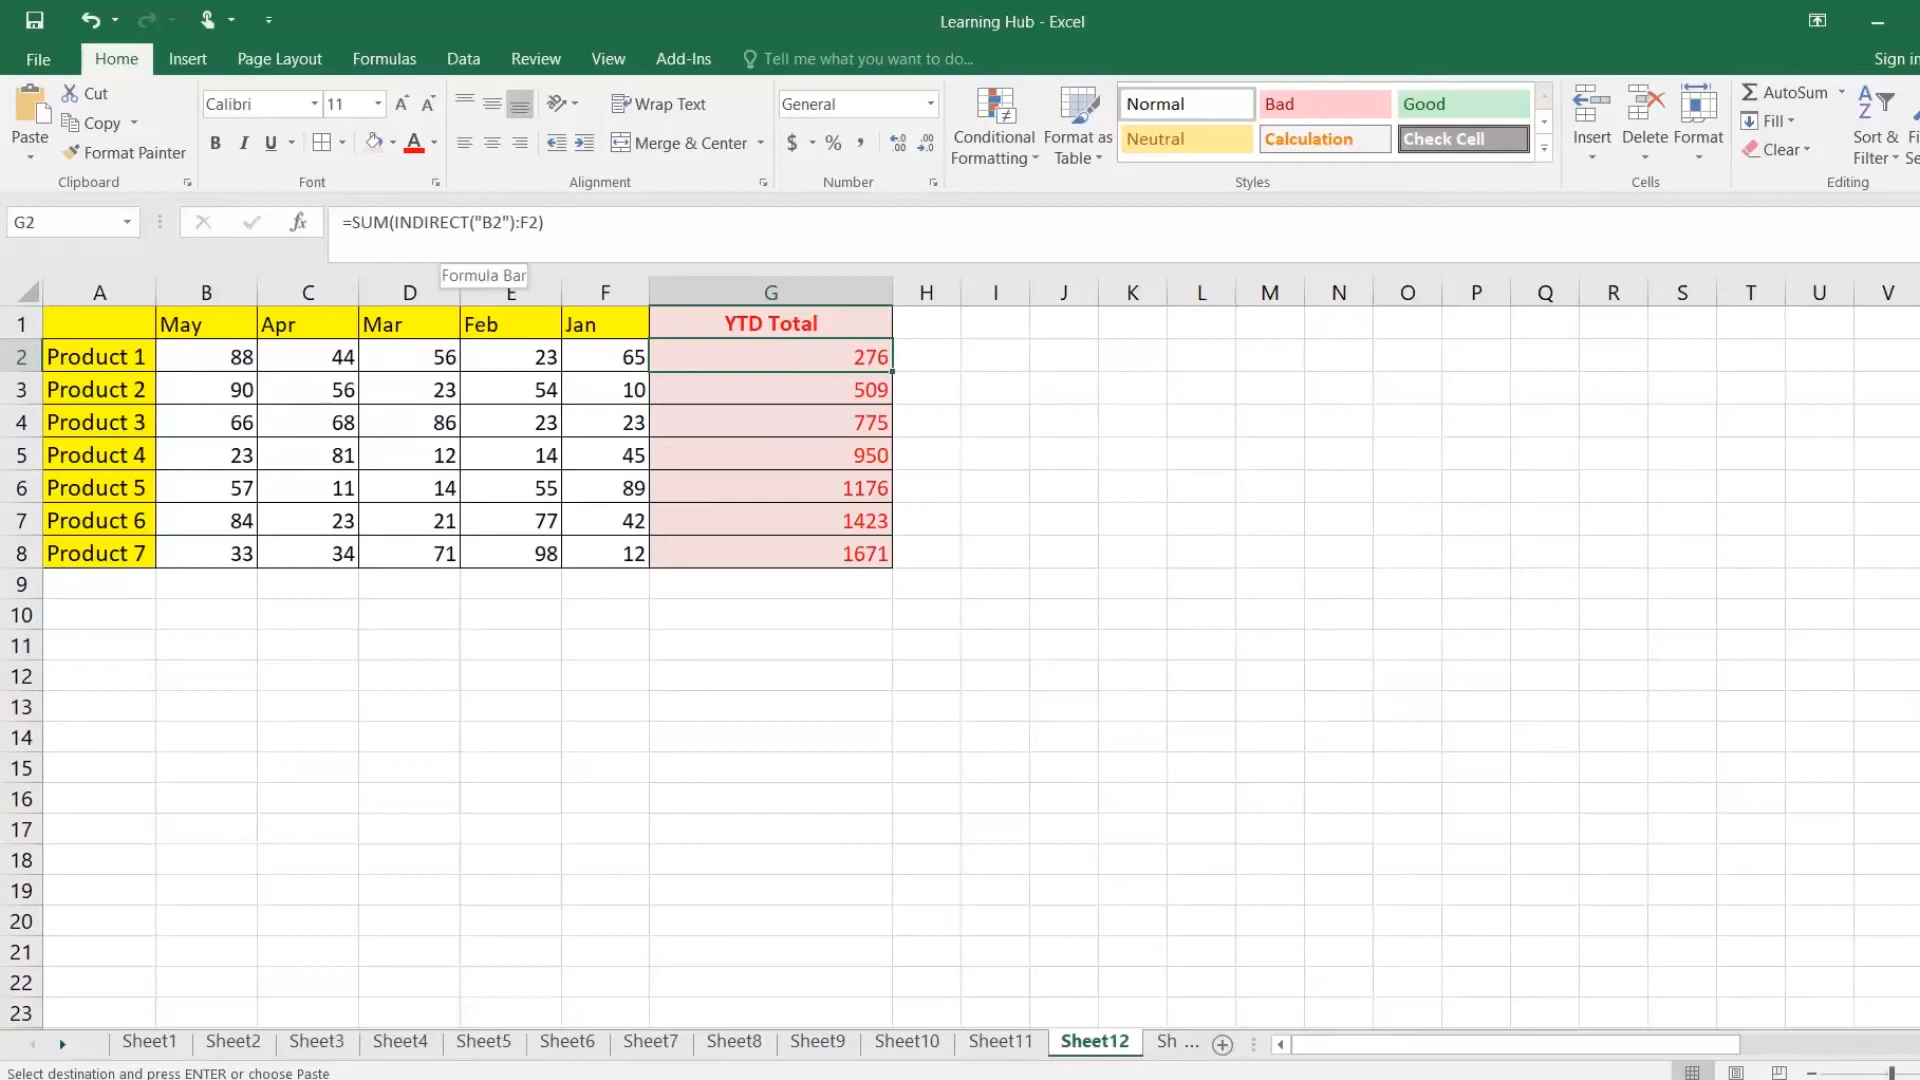 Learning Hub - Excel
File Home Insert Page Layout Formulas Data Review View Add-Ins Tell me what you want to do... Sign in
Paste
Cut
Copy
Format Painter
Clipboard
Calibri 11
B I U
Font
Wrap Text
Merge & Center
Alignment
General
$ % ,
Number
Conditional Formatting
Format as Table
Normal Bad Good
Neutral Calculation Check Cell
Styles
Insert Delete Format
Cells
AutoSum
Fill
Clear
Sort & Filter
Editing
G2 fx =SUM(INDIRECT("B2"):F2)
Formula Bar
A B C D E F G H I J K L M N O P Q R S T U V
1 May Apr Mar Feb Jan YTD Total
2 Product 1 88 44 56 23 65 276
3 Product 2 90 56 23 54 10 509
4 Product 3 66 68 86 23 23 775
5 Product 4 23 81 12 14 45 950
6 Product 5 57 11 14 55 89 1176
7 Product 6 84 23 21 77 42 1423
8 Product 7 33 34 71 98 12 1671
9
10
11
12
13
14
15
16
17
18
19
20
21
22
23
Sheet1 Sheet2 Sheet3 Sheet4 Sheet5 Sheet6 Sheet7 Sheet8 Sheet9 Sheet10 Sheet11 Sheet12 Sh ...
Select destination and press ENTER or choose Paste